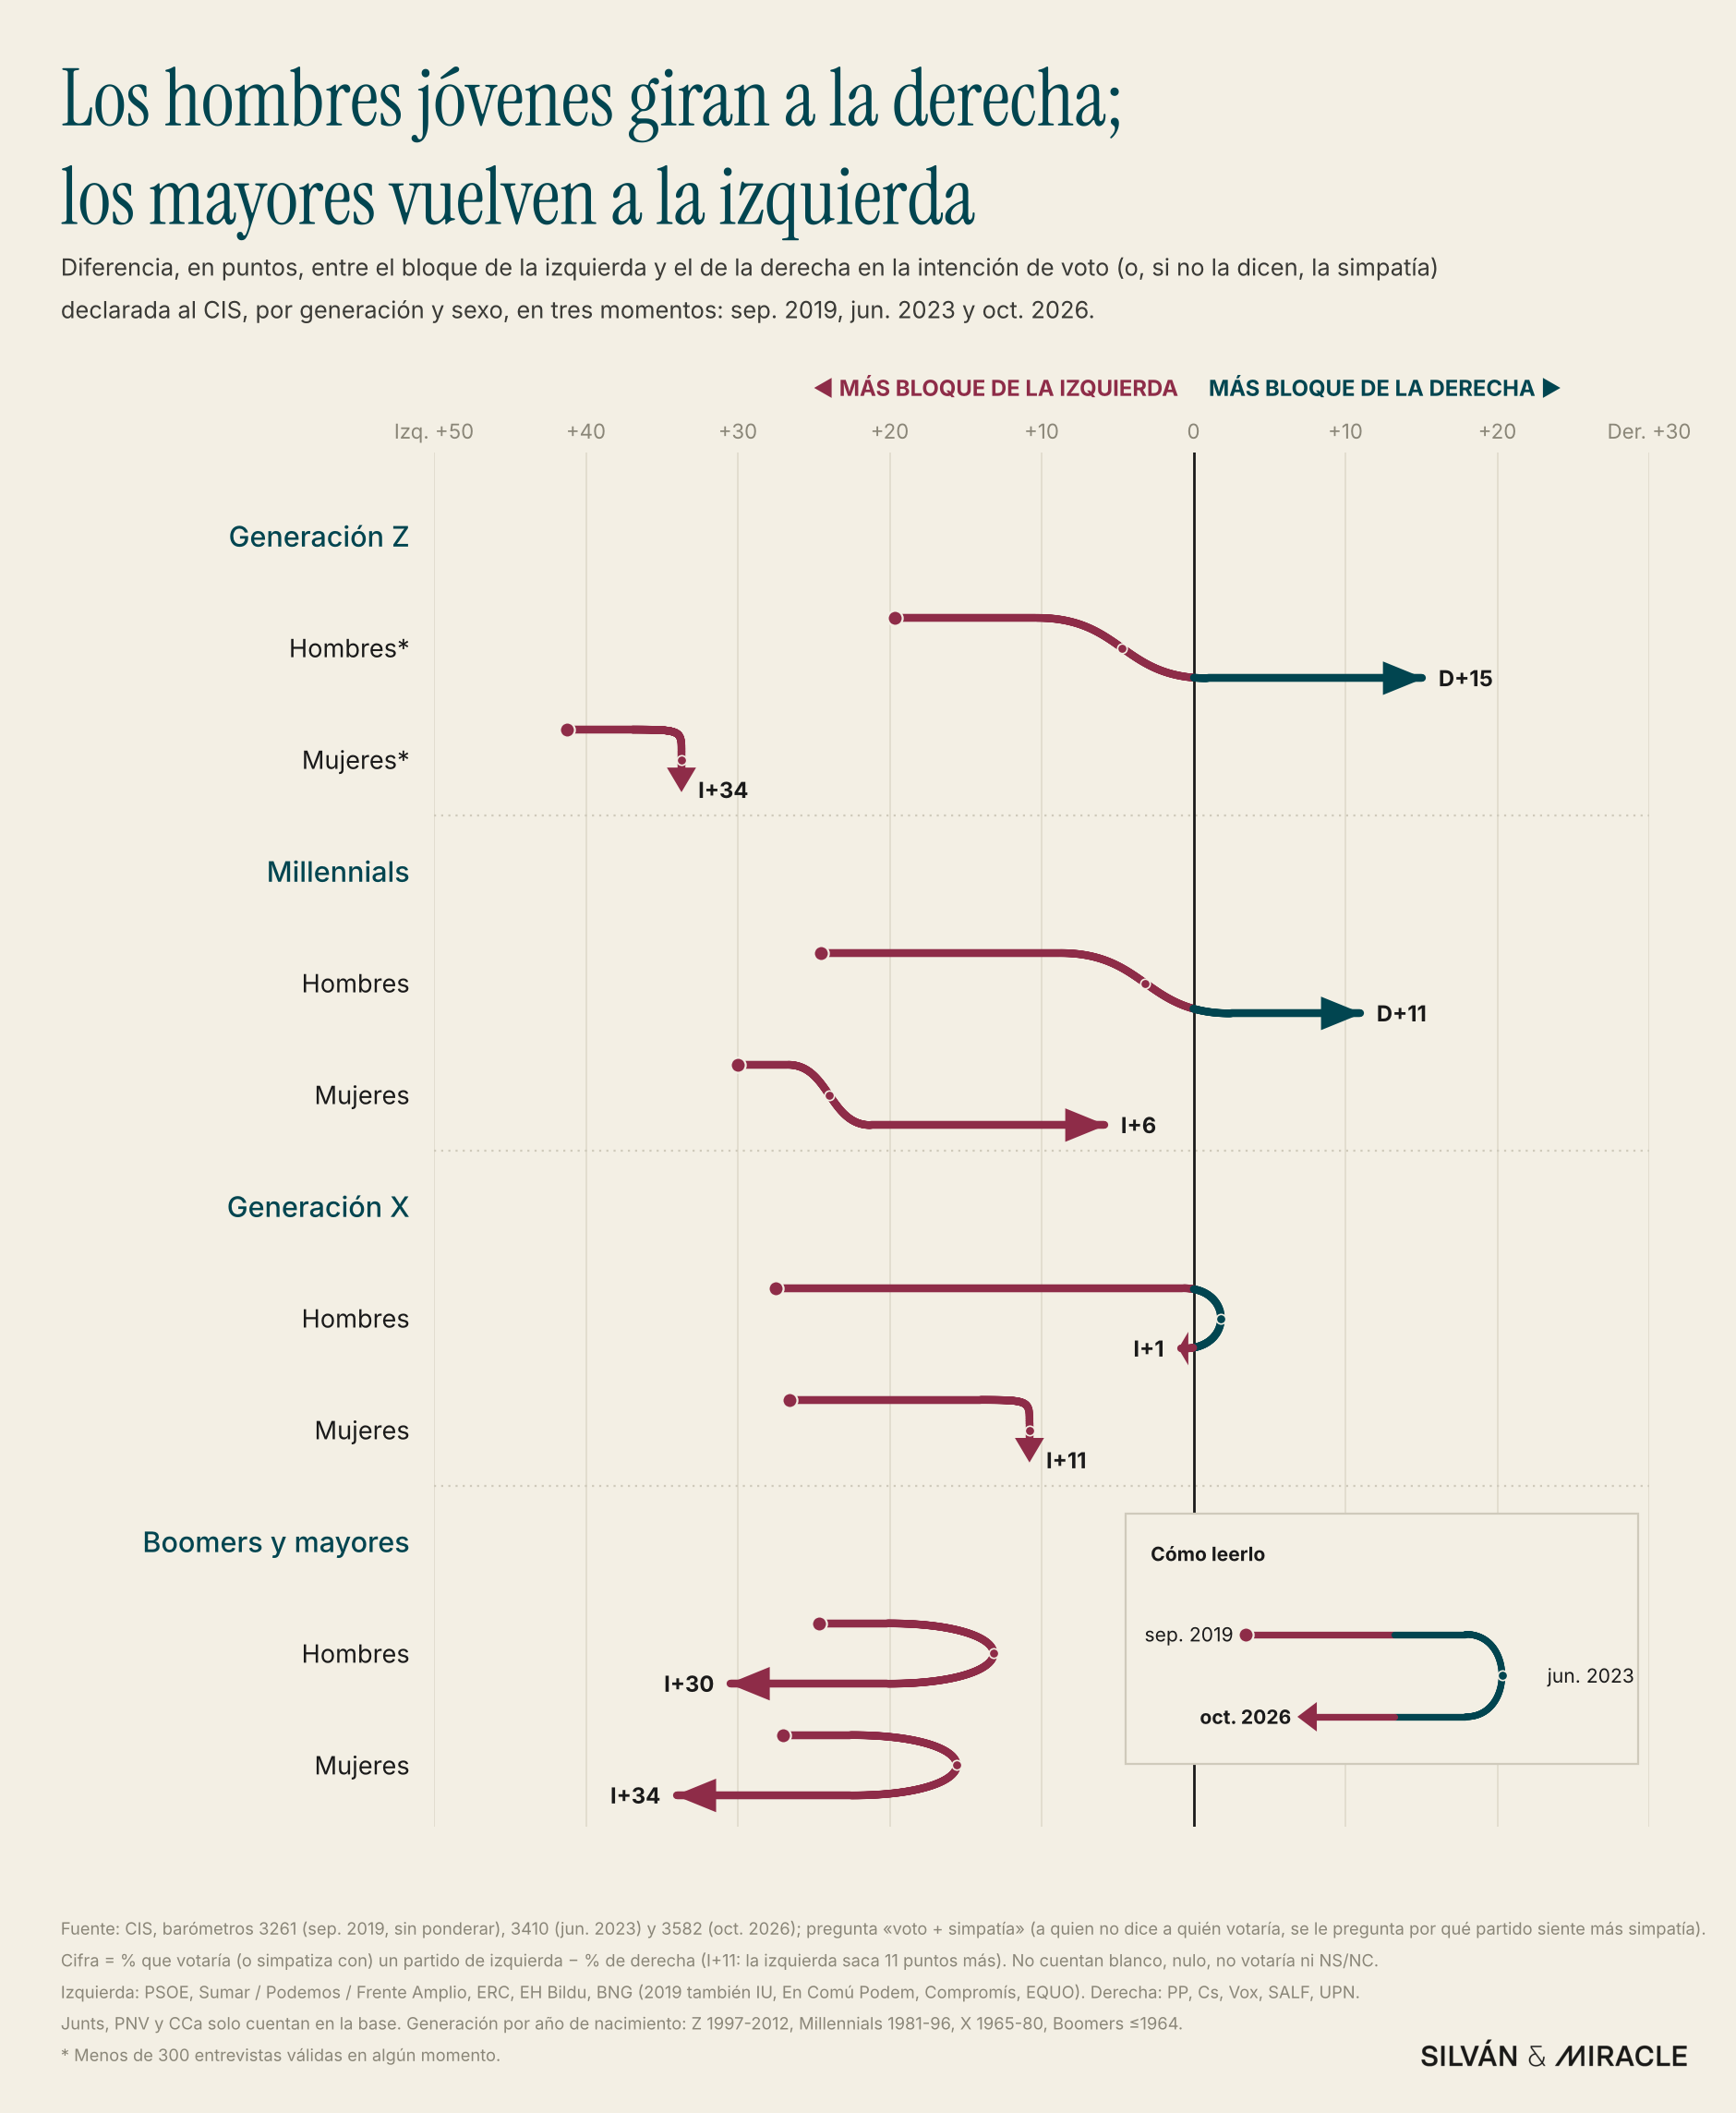 Los hombres jóvenes giran a la derecha;
los mayores vuelven a la izquierda
Diferencia, en puntos, entre el bloque de la izquierda y el de la derecha en la intención de voto (o, si no la dicen, la simpatía)
declarada al CIS, por generación y sexo, en tres momentos: sep. 2019, jun. 2023 y oct. 2026.
◀ MÁS BLOQUE DE LA IZQUIERDA MÁS BLOQUE DE LA DERECHA ▶
Izq. +50 +40 +30 +20 +10 0 +10 +20 Der. +30
Generación Z
Hombres*
D+15
Mujeres*
I+34
Millennials
Hombres
D+11
Mujeres
I+6
Generación X
Hombres
I+1
Mujeres
I+11
Boomers y mayores
Hombres
I+30
Mujeres
I+34
Cómo leerlo
sep. 2019
jun. 2023
oct. 2026
Fuente: CIS, barómetros 3261 (sep. 2019, sin ponderar), 3410 (jun. 2023) y 3582 (oct. 2026); pregunta «voto + simpatía» (a quien no dice a quién votaría, se le pregunta por qué partido siente más simpatía).
Cifra = % que votaría (o simpatiza con) un partido de izquierda − % de derecha (I+11: la izquierda saca 11 puntos más). No cuentan blanco, nulo, no votaría ni NS/NC.
Izquierda: PSOE, Sumar / Podemos / Frente Amplio, ERC, EH Bildu, BNG (2019 también IU, En Comú Podem, Compromís, EQUO). Derecha: PP, Cs, Vox, SALF, UPN.
Junts, PNV y CCa solo cuentan en la base. Generación por año de nacimiento: Z 1997-2012, Millennials 1981-96, X 1965-80, Boomers ≤1964.
* Menos de 300 entrevistas válidas en algún momento.
SILVÁN & MIRACLE